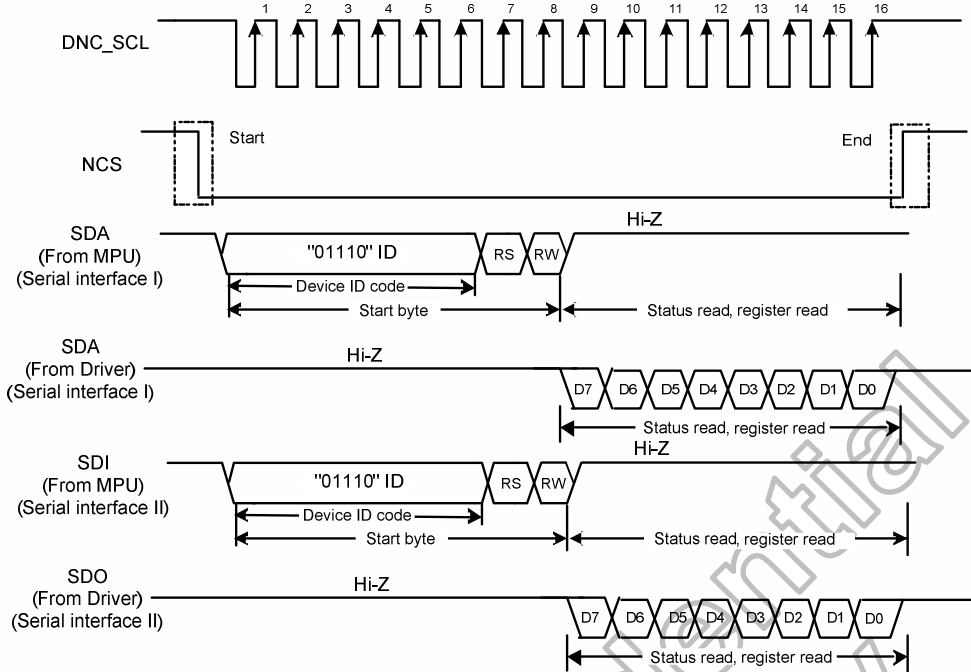 1 2 3 4 5 6 7 8 9 10 11 12 13 14 15 16
DNC_SCL
Start
End
NCS
Hi-Z
SDA
(From MPU)
(Serial interface I)
"01110" ID
RS
RW
Device ID code
Start byte
Status read, register read
SDA
(From Driver)
(Serial interface I)
Hi-Z
D7 D6 D5 D4 D3 D2 D1 D0
Status read, register read
Hi-Z
SDI
(From MPU)
(Serial interface II)
"01110" ID
RS
RW
Device ID code
Start byte
Status read, register read
SDO
(From Driver)
(Serial interface II)
Hi-Z
D7 D6 D5 D4 D3 D2 D1 D0
Status read, register read